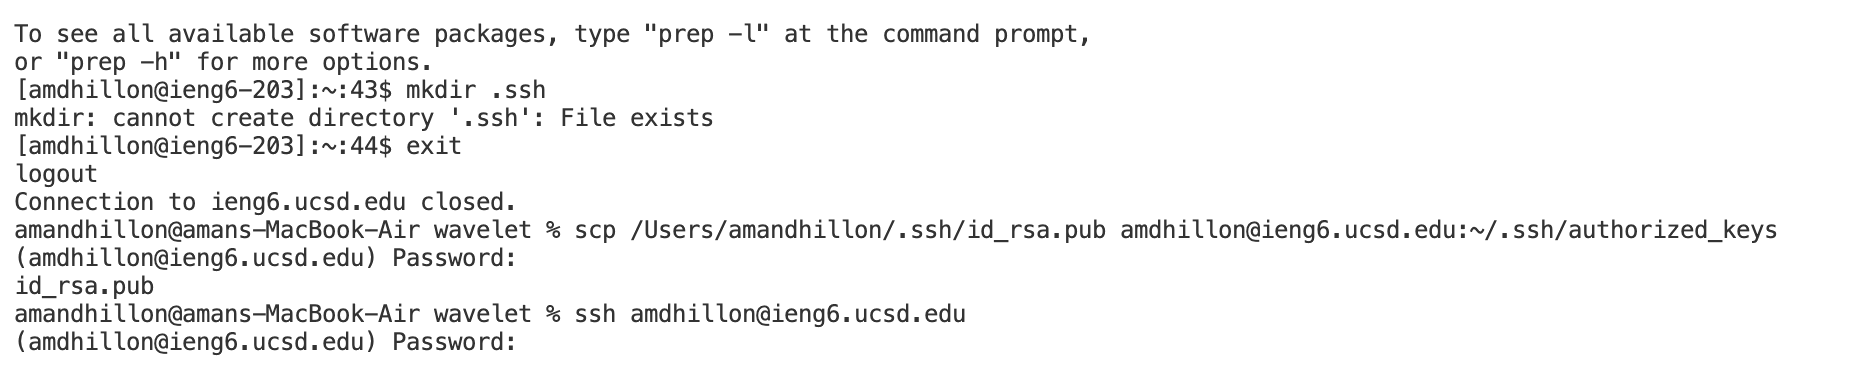 To see all available software packages, type "prep -l" at the command prompt,
or "prep -h" for more options.
[amdhillon@ieng6-203]:~:43$ mkdir .ssh
mkdir: cannot create directory '.ssh': File exists
[amdhillon@ieng6-203]:~:44$ exit
logout
Connection to ieng6.ucsd.edu closed.
amandhillon@amans-MacBook-Air wavelet % scp /Users/amandhillon/.ssh/id_rsa.pub amdhillon@ieng6.ucsd.edu:~/.ssh/authorized_keys
(amdhillon@ieng6.ucsd.edu) Password:
id_rsa.pub
amandhillon@amans-MacBook-Air wavelet % ssh amdhillon@ieng6.ucsd.edu
(amdhillon@ieng6.ucsd.edu) Password: